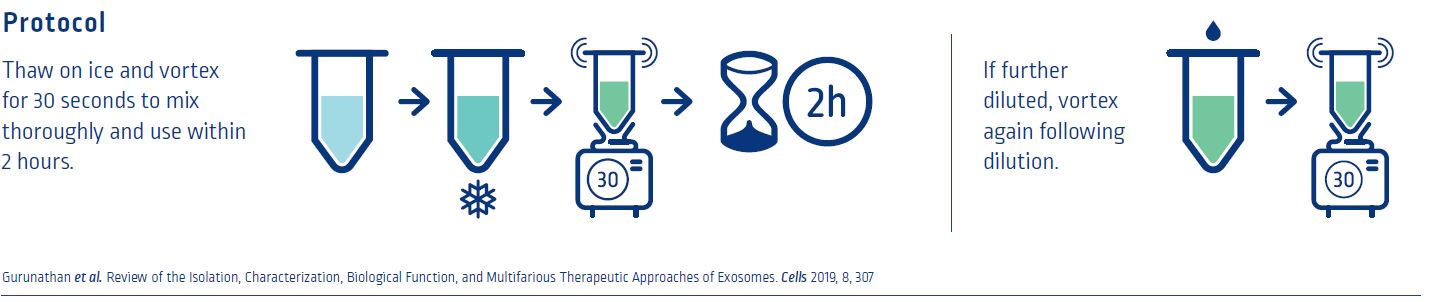 Protocol
Thaw on ice and vortex
for 30 seconds to mix
thoroughly and use within
2 hours.
30
2h
If further
diluted, vortex
again following
dilution.
30
Gurunathan et al. Review of the Isolation, Characterization, Biological Function, and Multifarious Therapeutic Approaches of Exosomes. Cells 2019, 8, 307